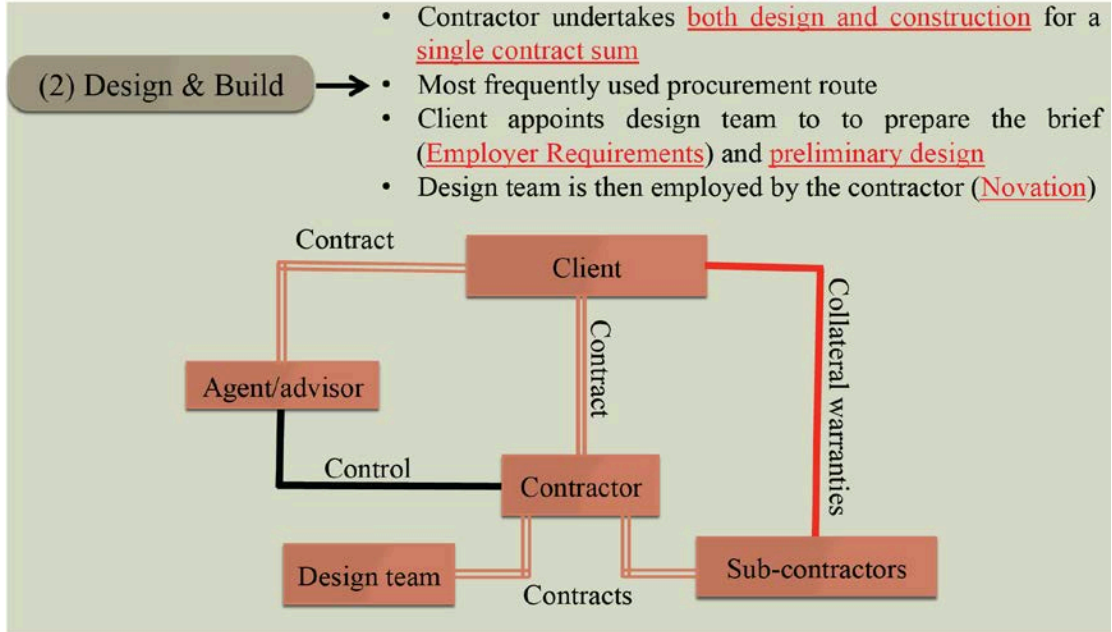 (2) Design & Build
• Contractor undertakes both design and construction for a
single contract sum
• Most frequently used procurement route
• Client appoints design team to to prepare the brief
(Employer Requirements) and preliminary design
• Design team is then employed by the contractor (Novation)
Contract
Client
Contract
Collateral warranties
Agent/advisor
Control
Contractor
Design team
Contracts
Sub-contractors